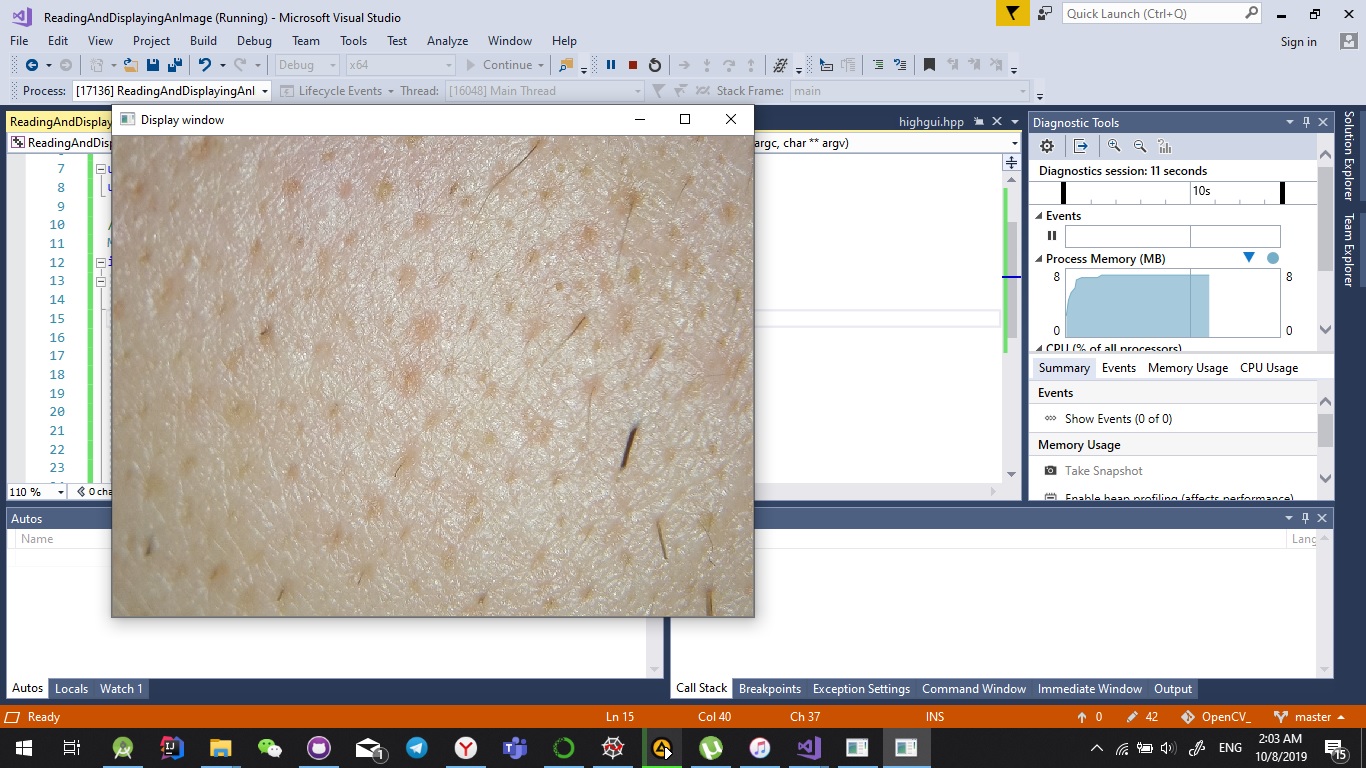 ReadingAndDisplayingAnImage (Running) - Microsoft Visual Studio
Quick Launch (Ctrl+Q)
File Edit View Project Build Debug Team Tools Test Analyze Window Help
Sign in
Debug x64 Continue
Process: [17136] ReadingAndDisplayingAnI Lifecycle Events Thread: [16048] Main Thread Stack Frame: main
ReadingAndDisplay
Display window
highgui.hpp
Diagnostic Tools
ReadingAndDis
argc, char ** argv)
Diagnostics session: 11 seconds
10s
Events
Process Memory (MB)
8 8
0 0
CPU (% of all processors)
Summary Events Memory Usage CPU Usage
Events
Show Events (0 of 0)
Memory Usage
Take Snapshot
Enable heap profiling (affects performance)
Solution Explorer
Team Explorer
7
8
9
10
11
12
13
14
15
16
17
18
19
20
21
22
23
110 % 0 cha
Autos
Name
Lang
Autos Locals Watch 1
Call Stack Breakpoints Exception Settings Command Window Immediate Window Output
Ready Ln 15 Col 40 Ch 37 INS 0 42 OpenCV_ master
1
ENG
2:03 AM
10/8/2019
15